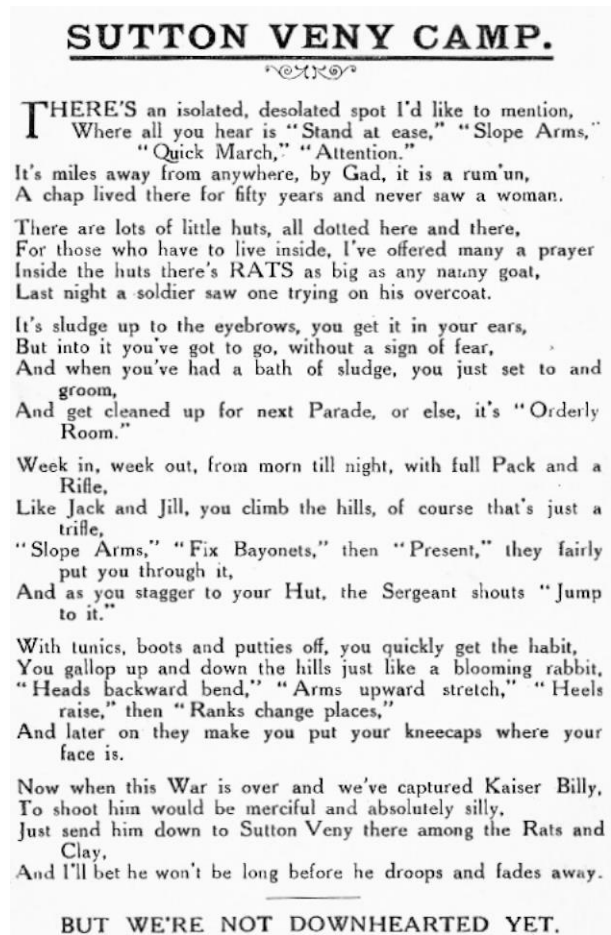 SUTTON VENY CAMP.
THERE'S an isolated, desolated spot I'd like to mention,
Where all you hear is "Stand at ease," "Slope Arms,"
"Quick March," "Attention."
It's miles away from anywhere, by Gad, it is a rum'un,
A chap lived there for fifty years and never saw a woman.
There are lots of little huts, all dotted here and there,
For those who have to live inside, I've offered many a prayer
Inside the huts there's RATS as big as any nanny goat,
Last night a soldier saw one trying on his overcoat.
It's sludge up to the eyebrows, you get it in your ears,
But into it you've got to go, without a sign of fear,
And when you've had a bath of sludge, you just set to and
groom,
And get cleaned up for next Parade, or else, it's "Orderly
Room."
Week in, week out, from morn till night, with full Pack and a
Rifle,
Like Jack and Jill, you climb the hills, of course that's just a
trifle,
"Slope Arms," "Fix Bayonets," then "Present," they fairly
put you through it,
And as you stagger to your Hut, the Sergeant shouts "Jump
to it."
With tunics, boots and putties off, you quickly get the habit,
You gallop up and down the hills just like a blooming rabbit,
"Heads backward bend," "Arms upward stretch," "Heels
raise," then "Ranks change places,"
And later on they make you put your kneecaps where your
face is.
Now when this War is over and we've captured Kaiser Billy,
To shoot him would be merciful and absolutely silly,
Just send him down to Sutton Veny there among the Rats and
Clay,
And I'll bet he won't be long before he droops and fades away.
BUT WE'RE NOT DOWNHEARTED YET.